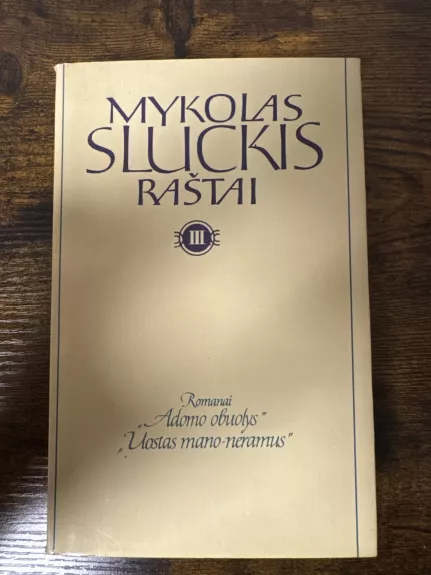 MYKOLAS
SLUCKIS
RAŠTAI
III
Romanai
„Adomo obuolys”
„Uostas mano-neramus”